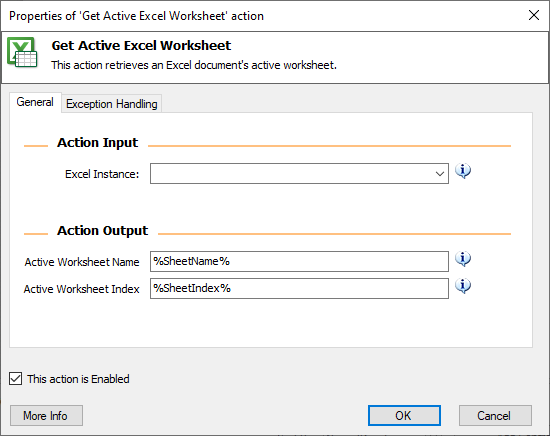 Properties of 'Get Active Excel Worksheet' action
Get Active Excel Worksheet
This action retrieves an Excel document's active worksheet.
General
Exception Handling
Action Input
Excel Instance:
Action Output
Active Worksheet Name
%SheetName%
Active Worksheet Index
%SheetIndex%
This action is Enabled
More Info
OK
Cancel